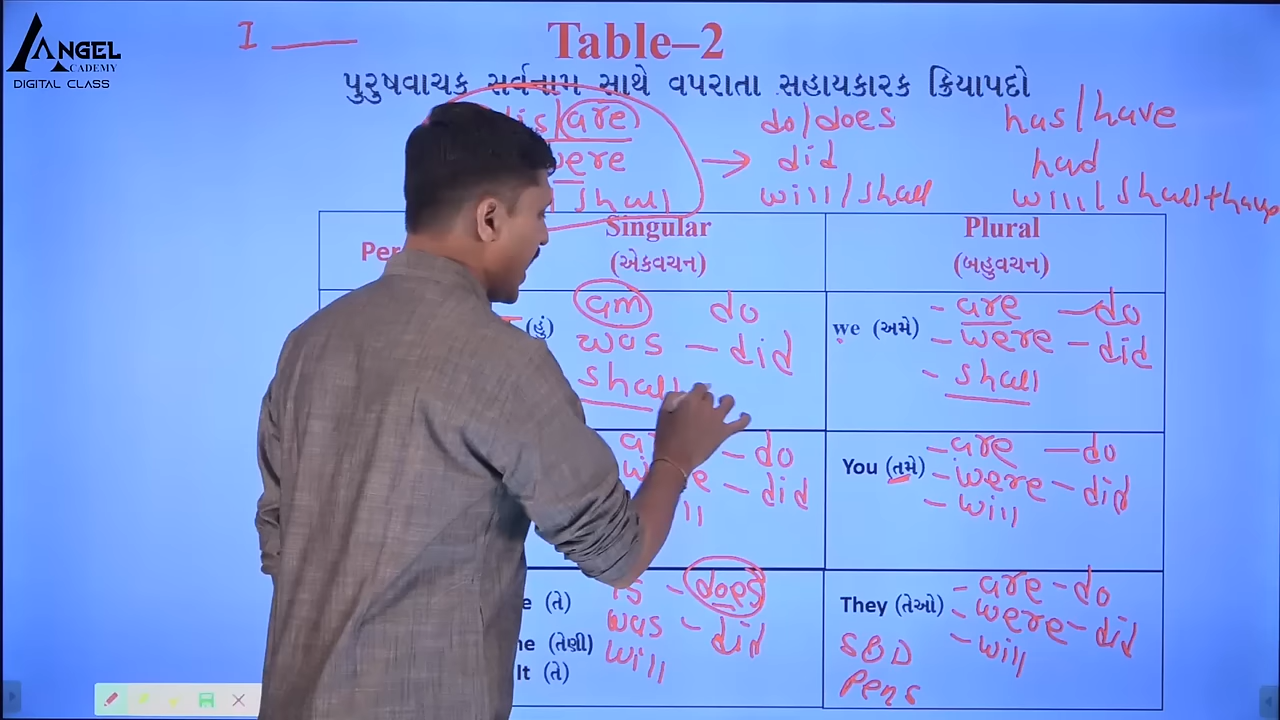 I
Table–2
ANGEL
ACADEMY
DIGITAL CLASS
પુરુષવાચક સર્વનામ સાથે વપરાતા સહાયકારક ક્રિયાપદો
is/are do/does has/have
were → did had
shall will/shall will/shall+have
Singular Plural
(એકવચન) (બહુવચન)
(હું) am do
was – did
shall
we (અમે) - are – do
- were – did
- shall
– do
– did
You (તમે) - are – do
- were – did
- will
(તે) is - does
(તેણી) was - did
It (તે) will
They (તેઓ) - are - do
- were - did
- will
SBD
Pens